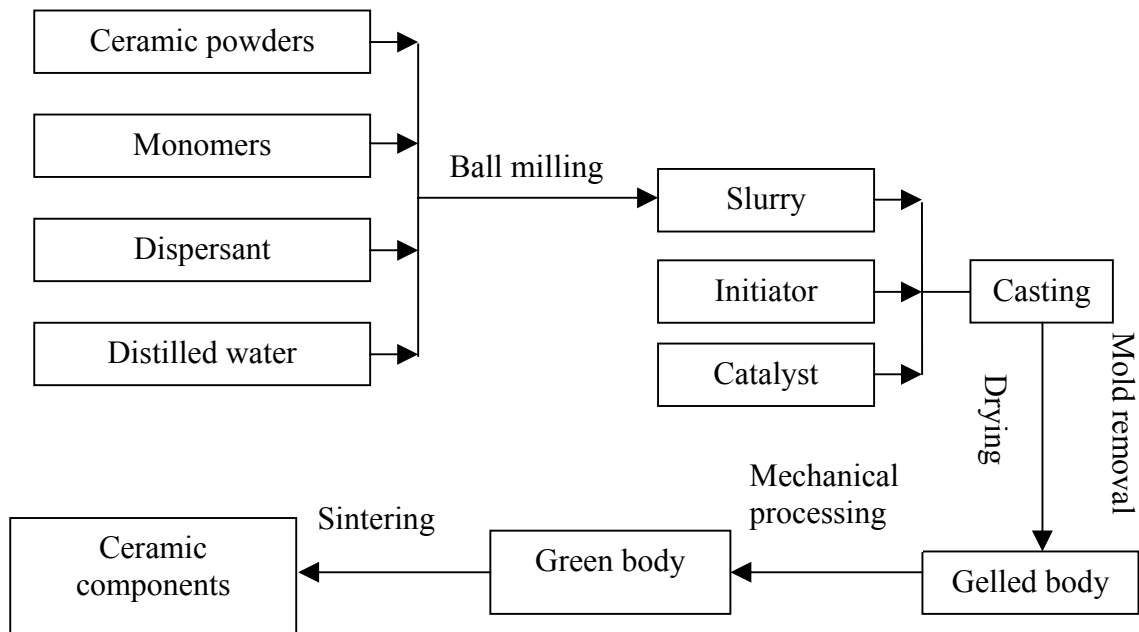 Ceramic powders
Monomers
Dispersant
Distilled water
Ball milling
Slurry
Initiator
Catalyst
Casting
Mold removal
Drying
Gelled body
Mechanical
processing
Green body
Sintering
Ceramic
components